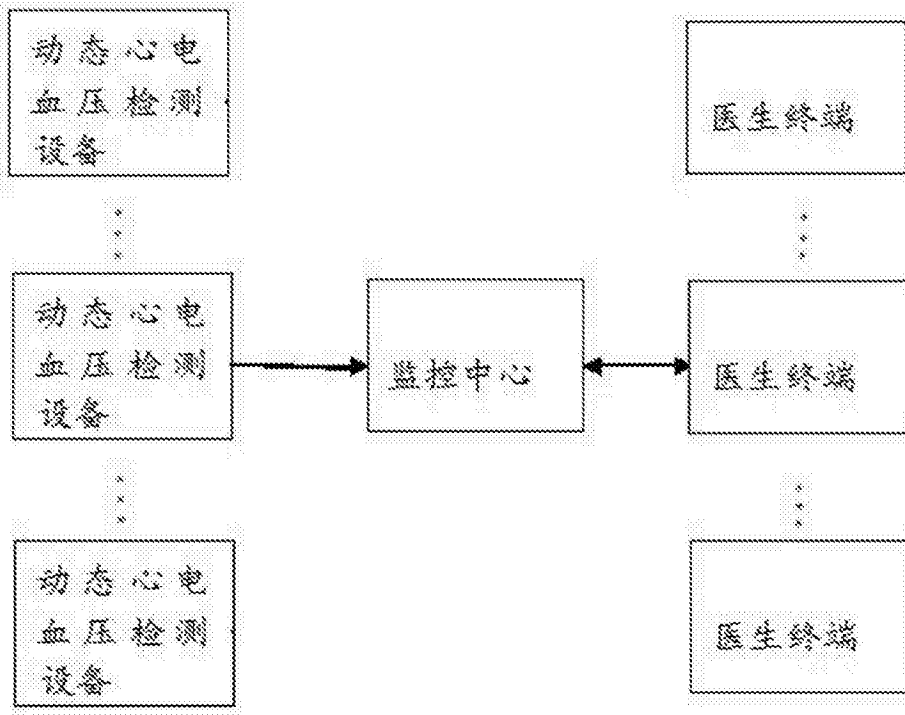 动态心电
血压检测
设备
医生终端
动态心电
血压检测
设备
监控中心
医生终端
动态心电
血压检测
设备
医生终端